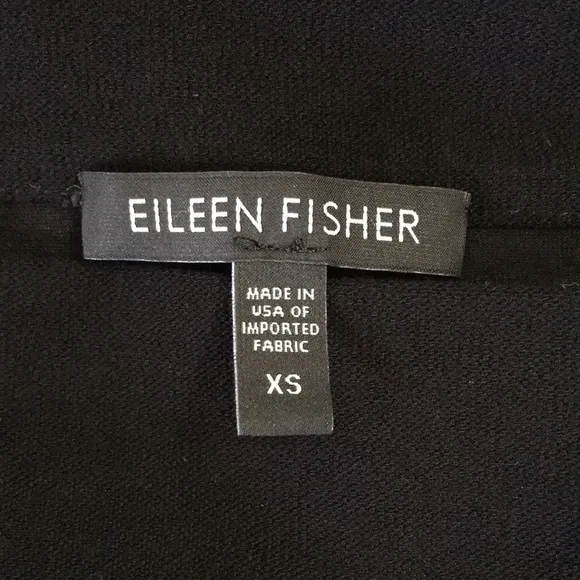 EILEEN FISHER
MADE IN
USA OF
IMPORTED
FABRIC
XS